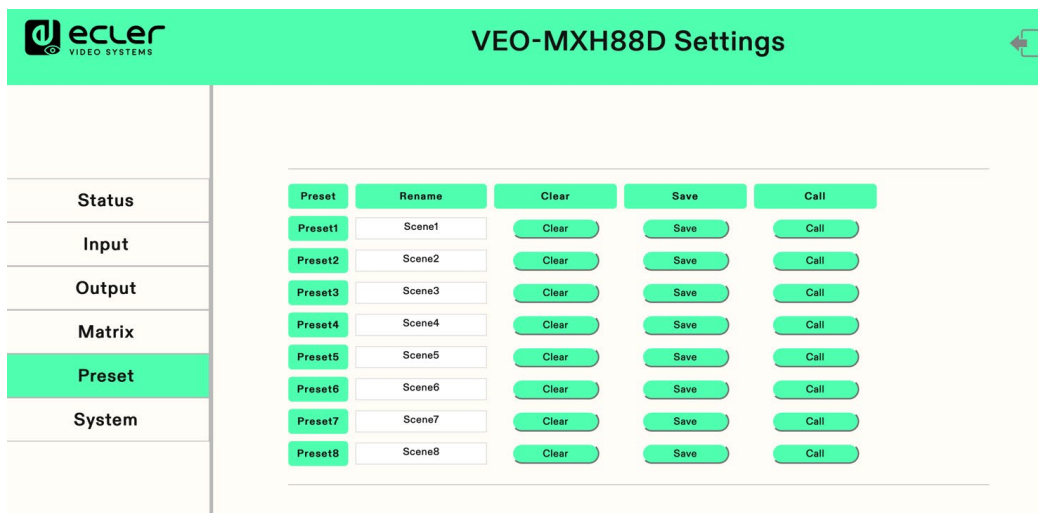 ecler
VIDEO SYSTEMS
VEO-MXH88D Settings
Status
Input
Output
Matrix
Preset
System
Preset Rename Clear Save Call
Preset1 Scene1 Clear Save Call
Preset2 Scene2 Clear Save Call
Preset3 Scene3 Clear Save Call
Preset4 Scene4 Clear Save Call
Preset5 Scene5 Clear Save Call
Preset6 Scene6 Clear Save Call
Preset7 Scene7 Clear Save Call
Preset8 Scene8 Clear Save Call